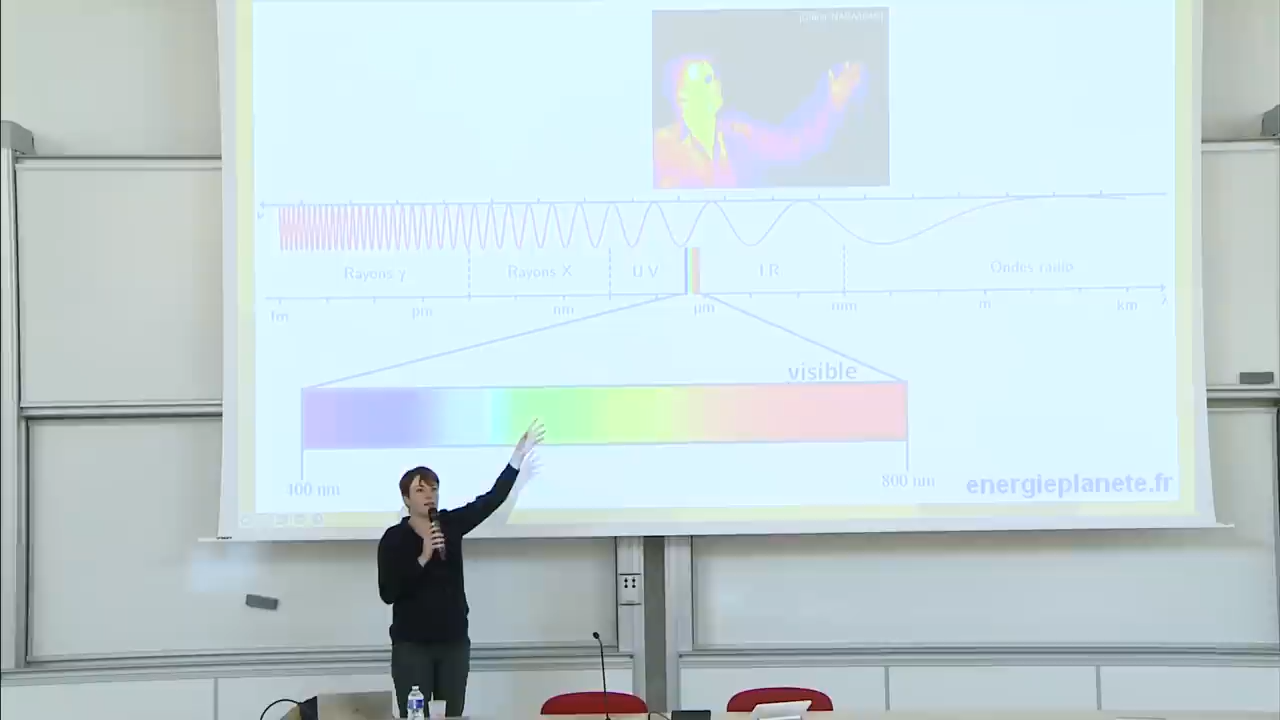 Rayons γ
Rayons X
U V
I R
Ondes radio
λ
fm
pm
nm
µm
mm
m
km
visible
400 nm
800 nm
energieplanete.fr